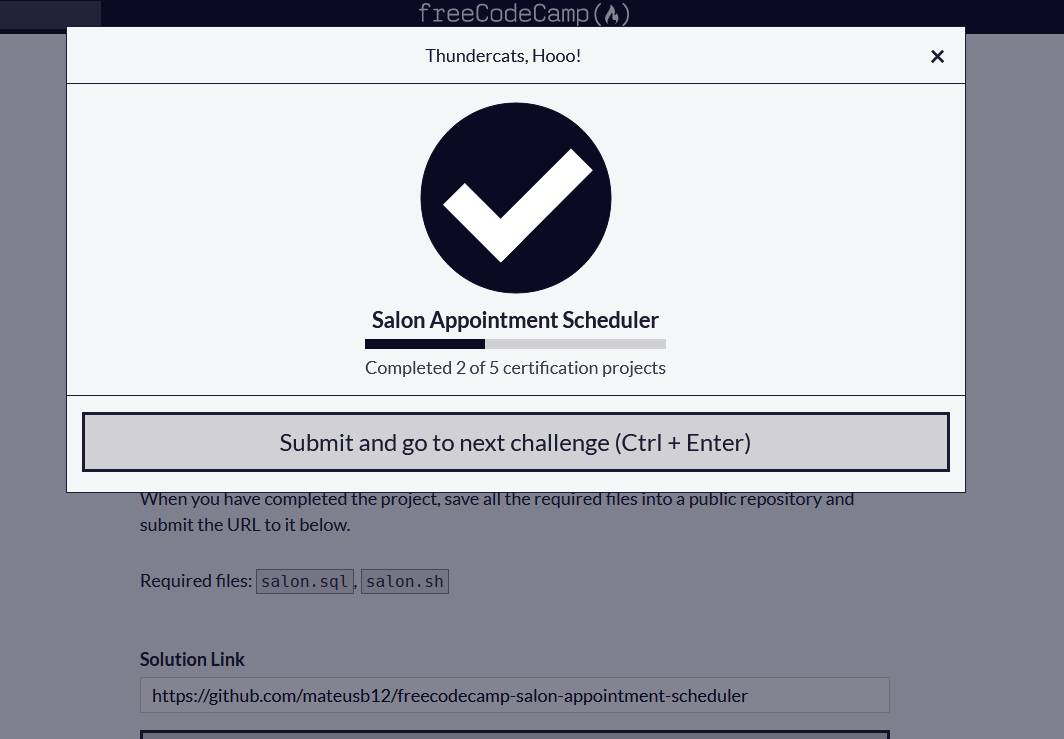 freeCodeCamp
Thundercats, Hooo!
Salon Appointment Scheduler
Completed 2 of 5 certification projects
Submit and go to next challenge (Ctrl + Enter)
When you have completed the project, save all the required files into a public repository and
submit the URL to it below.
Required files: salon.sql, salon.sh
Solution Link
https://github.com/mateusb12/freecodecamp-salon-appointment-scheduler